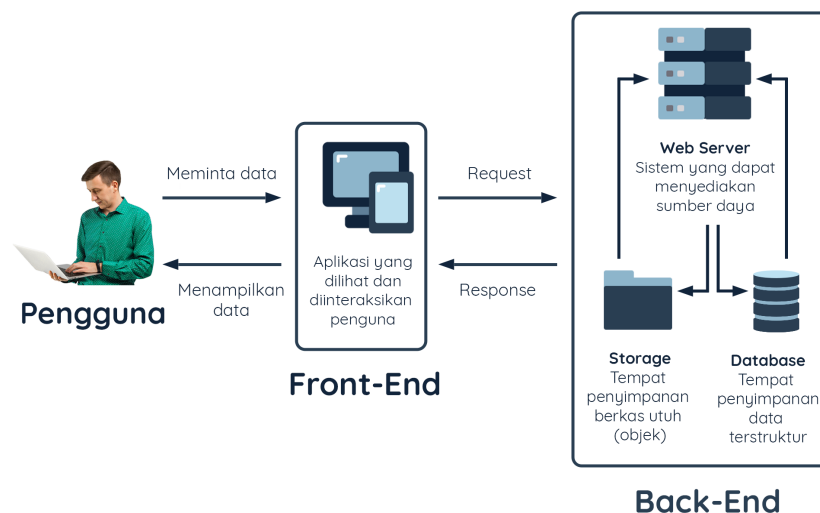 Meminta data
Menampilkan
data
Pengguna
Aplikasi yang
dilihat dan
diinteraksikan
penguna
Front-End
Request
Response
Web Server
Sistem yang dapat
menyediakan
sumber daya
Storage
Tempat
penyimpanan
berkas utuh
(objek)
Database
Tempat
penyimpanan
data
terstruktur
Back-End